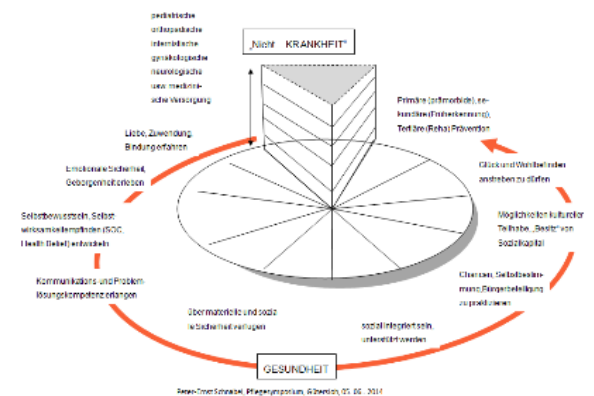 pediatrische
orthopädische
internistische
gynäkologische
neurologische
usw. medizini-
sche Versorgung
„Nicht - KRANKHEIT"
Primäre (prämorbide), se-
kundäre (Früherkennung),
Tertiäre (Reha) Prävention
Liebe, Zuwendung,
Bindung erfahren
Glück und Wohlbefinden
anstreben zu dürfen
Emotionale Sicherheit,
Geborgenheit erleben
Selbstbewusstsein, Selbst-
wirksamkeitempfinden (SOC,
Health Belief) entwickeln
Möglichkeiten kultureller
Teilhabe, „Besitz" von
Sozialkapital
Kommunikations- und Problem-
lösungskompetenz erlangen
Chancen, Selbstbestim-
mung, Bürgerbeteiligung
zu praktizieren
über materielle und sozia-
le Sicherheit verfügen
sozial integriert sein,
unterstützt werden
GESUNDHEIT
Peter-Ernst Schnabel, Pflegesymposium, Gütersloh, 05. 06. 2014